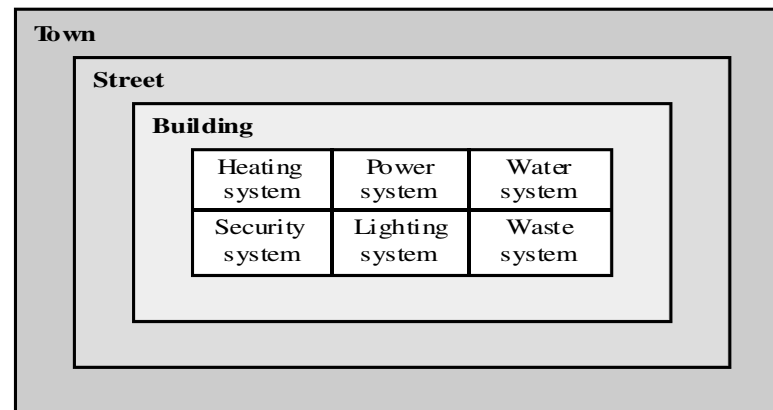 Town
Street
Building
Heating
system
Power
system
Water
system
Security
system
Lighting
system
Waste
system